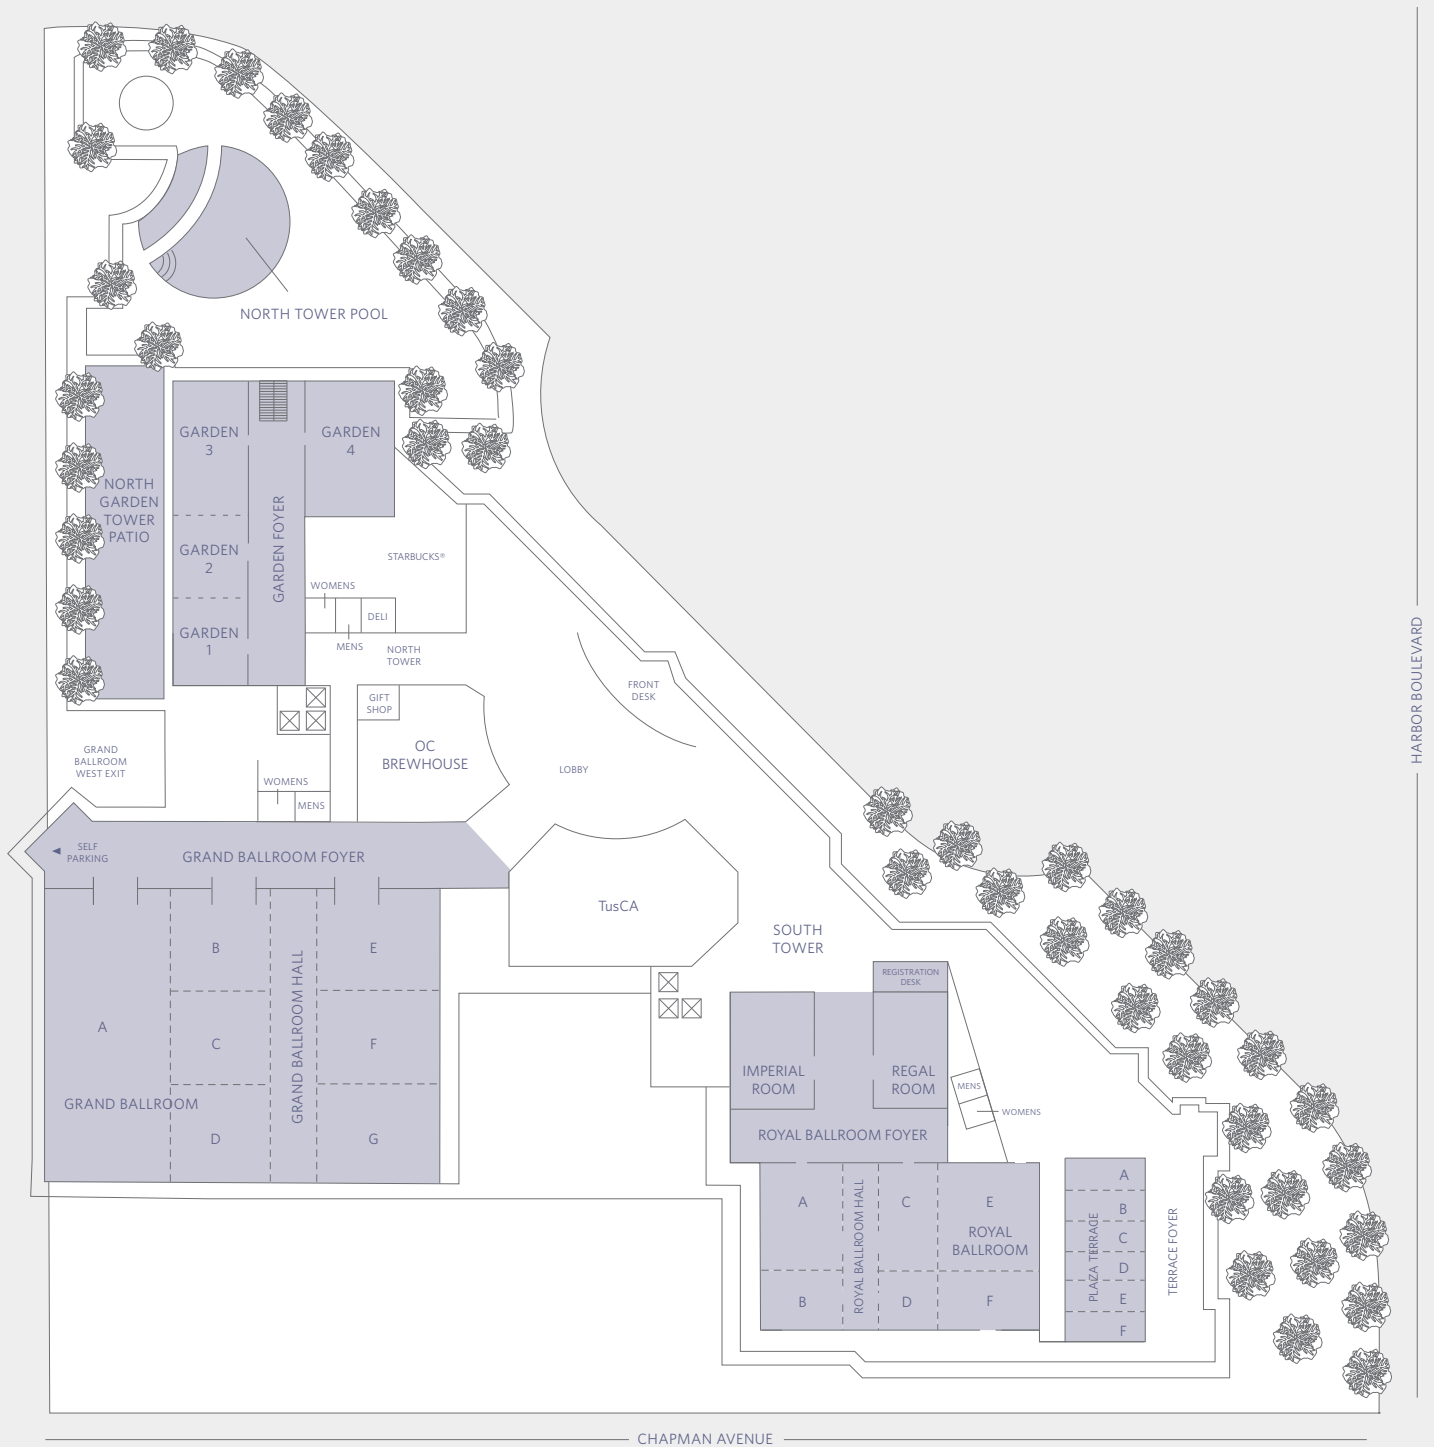 NORTH TOWER POOL
GARDEN
3
GARDEN
4
NORTH
GARDEN
TOWER
PATIO
GARDEN FOYER
GARDEN
2
STARBUCKS®
WOMENS
DELI
GARDEN
1
MENS
NORTH
TOWER
FRONT
DESK
GIFT
SHOP
OC
BREWHOUSE
GRAND
BALLROOM
WEST EXIT
LOBBY
WOMENS
MENS
HARBOR BOULEVARD
SELF
PARKING
GRAND BALLROOM FOYER
TusCA
SOUTH
TOWER
B
E
GRAND BALLROOM HALL
A
C
F
GRAND BALLROOM
D
G
REGISTRATION
DESK
IMPERIAL
ROOM
REGAL
ROOM
MENS
WOMENS
ROYAL BALLROOM FOYER
A
ROYAL BALLROOM HALL
C
E
ROYAL
BALLROOM
B
D
F
PLAZA TERRACE
A
B
C
D
E
F
TERRACE FOYER
CHAPMAN AVENUE